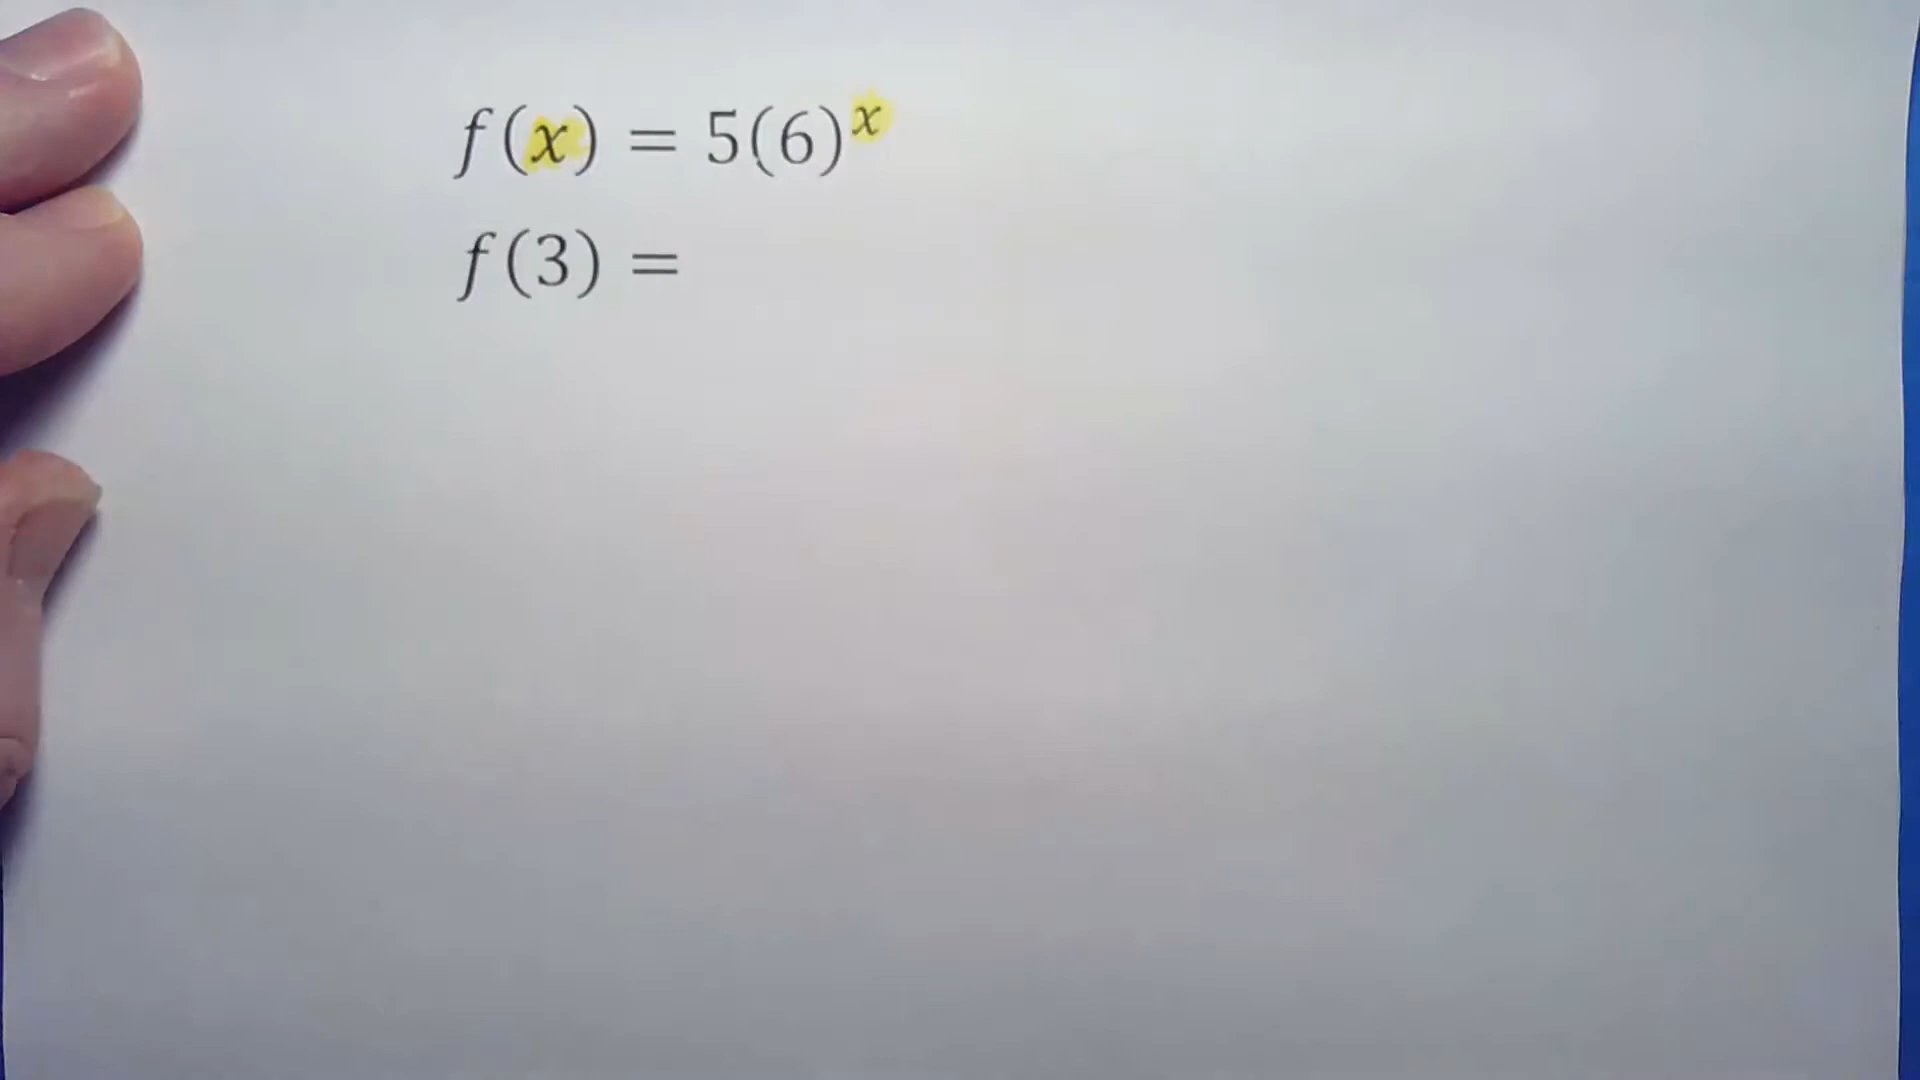 f(x) = 5(6)^x
f(3) =